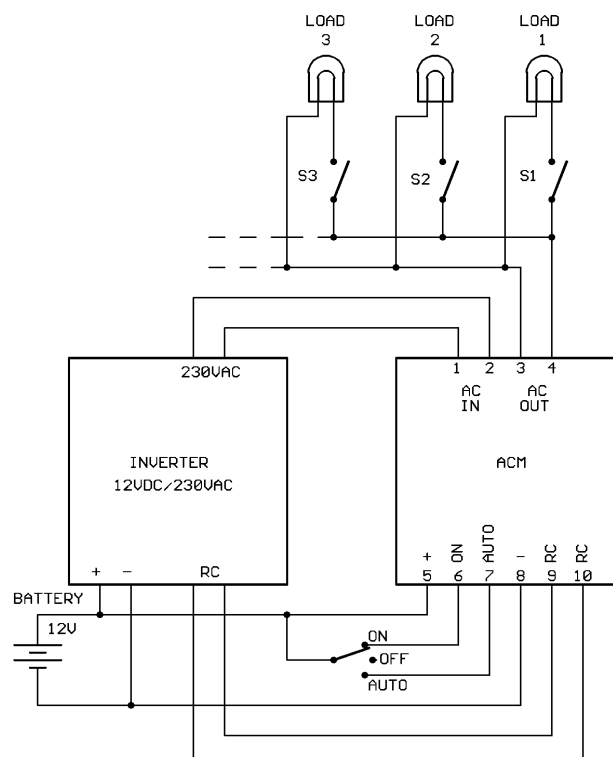 LOAD 3
LOAD 2
LOAD 1
S3
S2
S1
230VAC
1 2 3 4
AC IN
AC OUT
INVERTER
12VDC/230VAC
ACM
+ - RC
+ ON AUTO - RC RC
5 6 7 8 9 10
BATTERY
12V
ON
OFF
AUTO